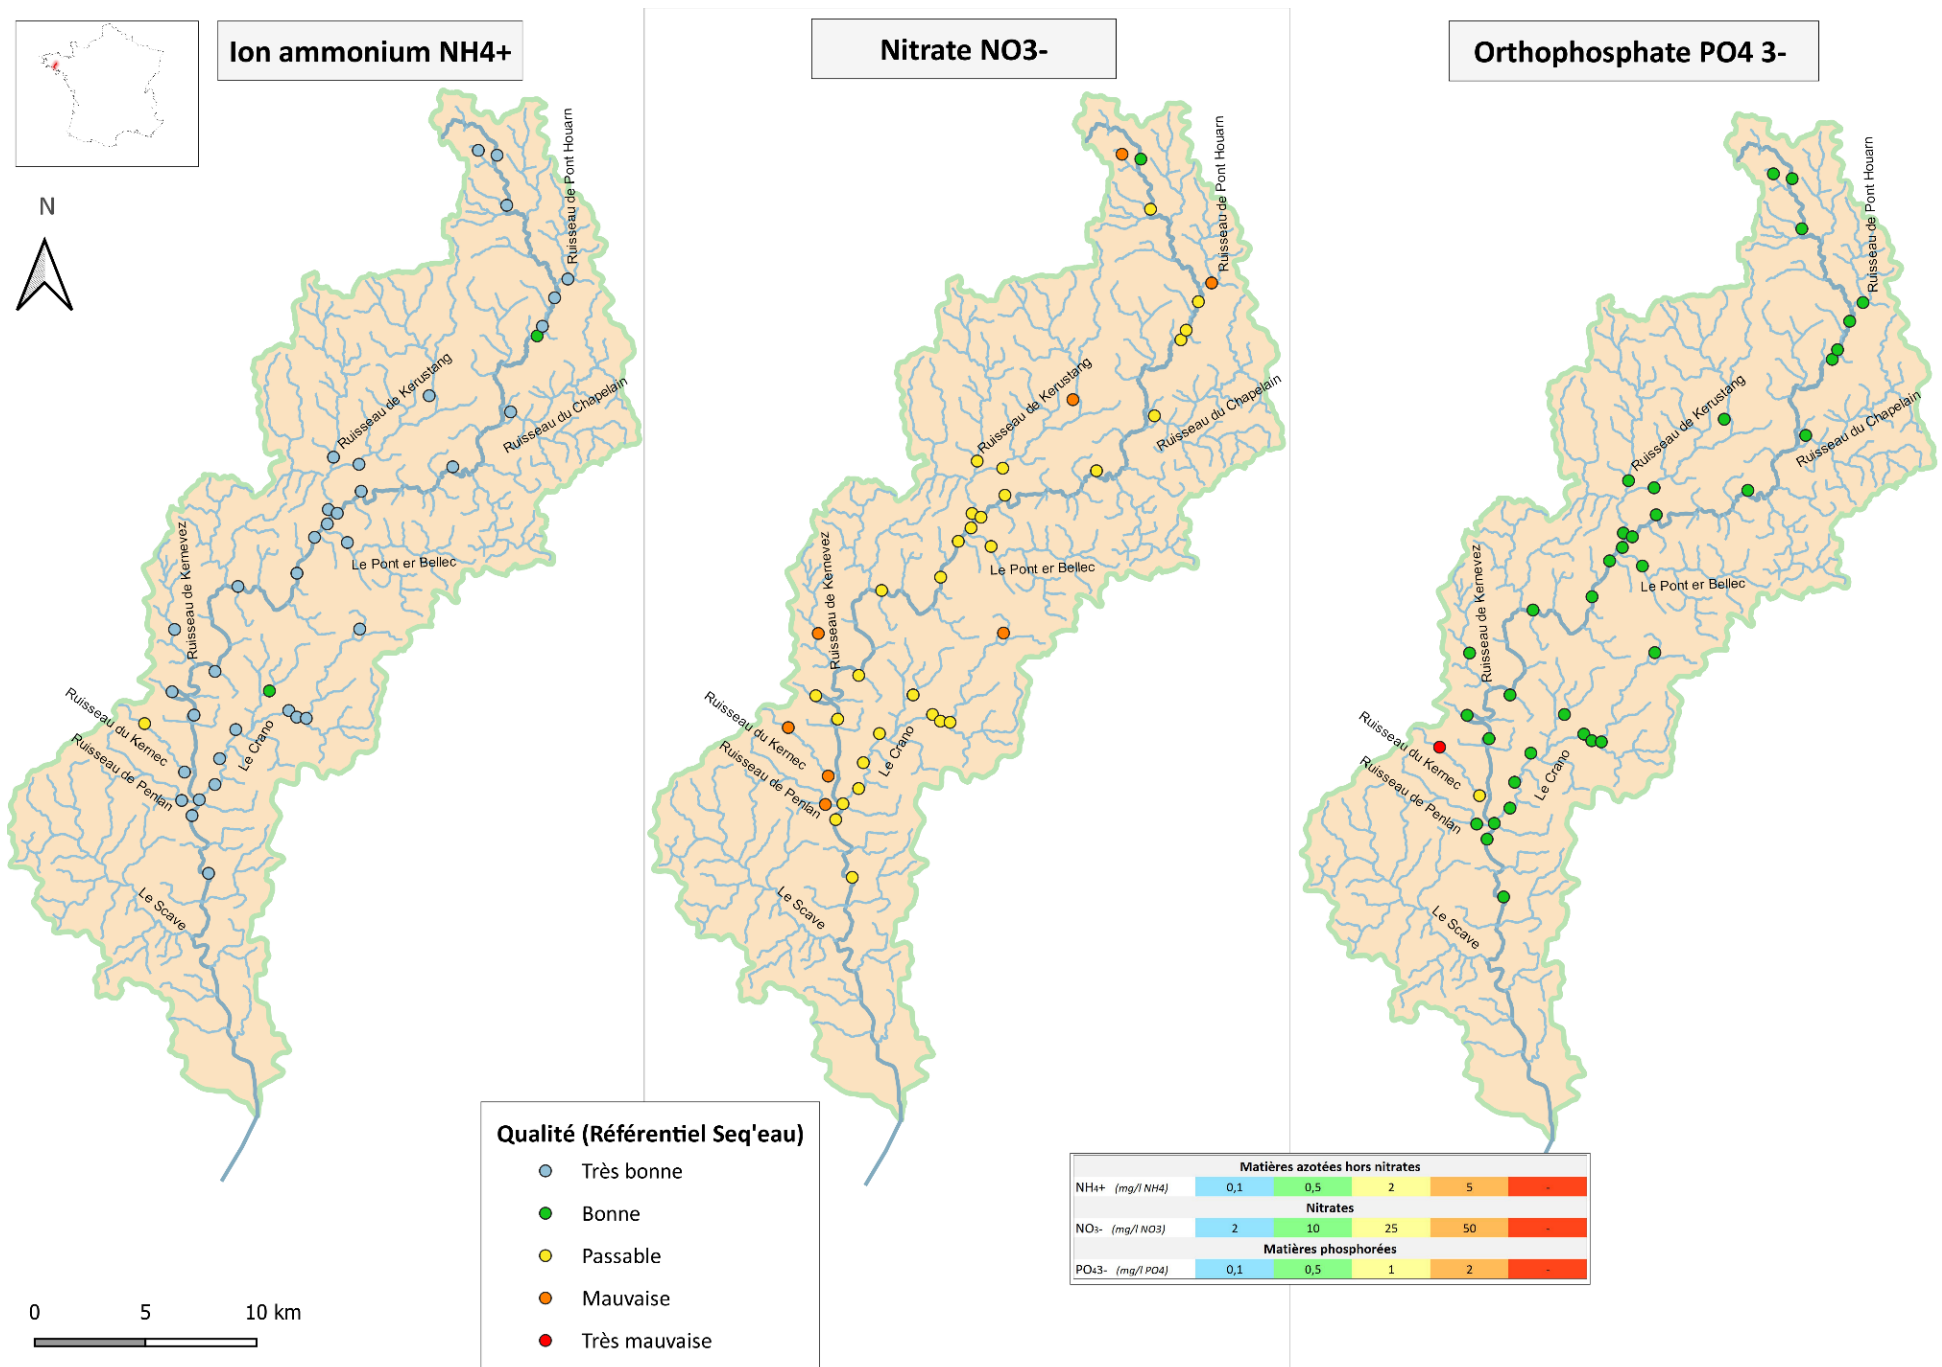 Ion ammonium NH4+
Nitrate NO3-
Orthophosphate PO4 3-
N
Ruisseau de Pont Houarn
Ruisseau de Kerustang
Ruisseau du Chapelain
Le Pont er Bellec
Ruisseau de Kernevez
Ruisseau du Kernec
Ruisseau de Penlan
Le Crano
Le Scave
Ruisseau de Pont Houarn
Ruisseau de Kerustang
Ruisseau du Chapelain
Le Pont er Bellec
Ruisseau de Kernevez
Ruisseau du Kernec
Ruisseau de Penlan
Le Crano
Le Scave
Ruisseau de Pont Houarn
Ruisseau de Kerustang
Ruisseau du Chapelain
Le Pont er Bellec
Ruisseau de Kernevez
Ruisseau du Kernec
Ruisseau de Penlan
Le Crano
Le Scave
Qualité (Référentiel Seq'eau)
Très bonne
Bonne
Passable
Mauvaise
Très mauvaise
Matières azotées hors nitrates
NH4+ (mg/l NH4) 0,1 0,5 2 5 -
Nitrates
NO3- (mg/l NO3) 2 10 25 50 -
Matières phosphorées
PO43- (mg/l PO4) 0,1 0,5 1 2 -
0 5 10 km